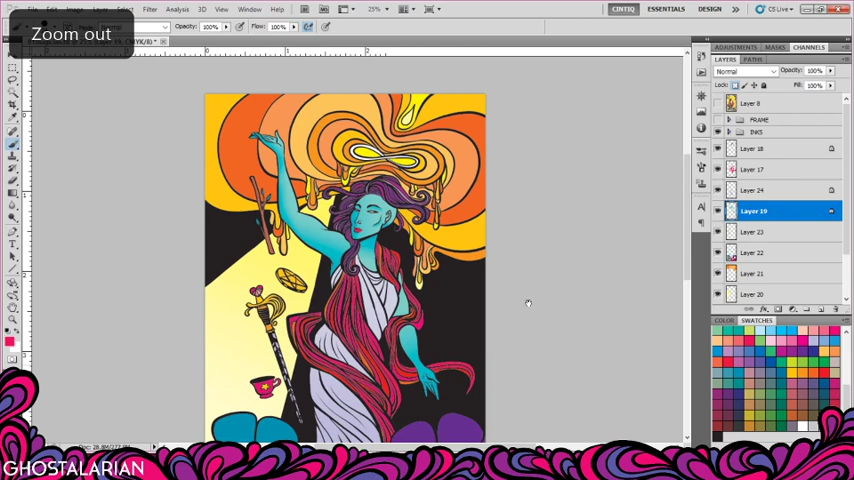 File Edit Image Layer Select Filter Analysis 3D View Window Help
25%
CINTIQ ESSENTIALS DESIGN CS Live
Zoom out
Normal Opacity: 100% Flow: 100%
ADJUSTMENTS MASKS CHANNELS
LAYERS PATHS
Normal Opacity: 100%
Lock: Fill: 100%
Layer 8
FRAME
INKS
Layer 18
Layer 17
Layer 24
Layer 19
Layer 23
Layer 22
Layer 21
Layer 20
COLOR SWATCHES
GHOSTALARIAN